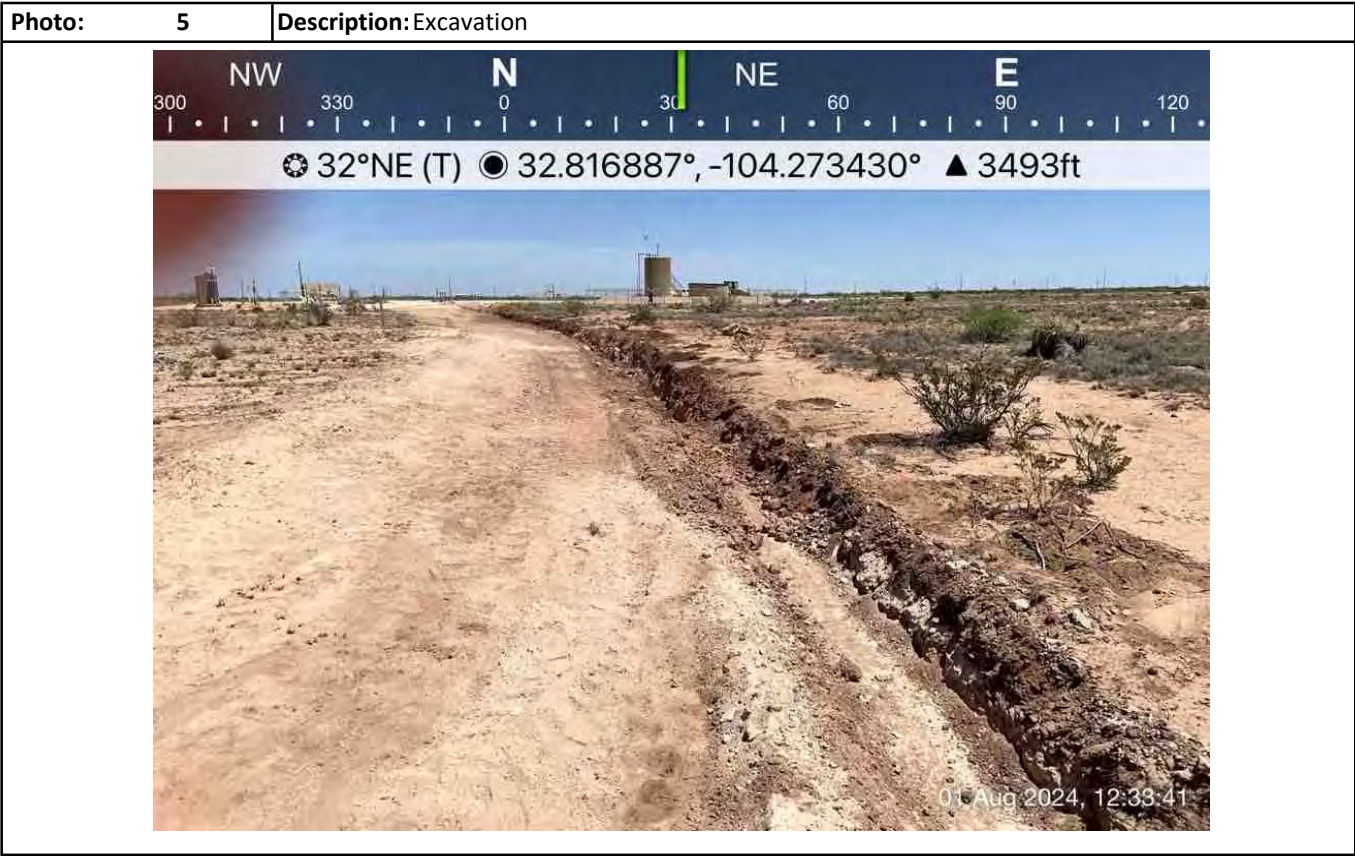 Photo: 5 Description: Excavation
NW N NE E
300 330 0 30 60 90 120
32°NE (T) 32.816887°, -104.273430° ▲ 3493ft
01 Aug 2024, 12:33:41